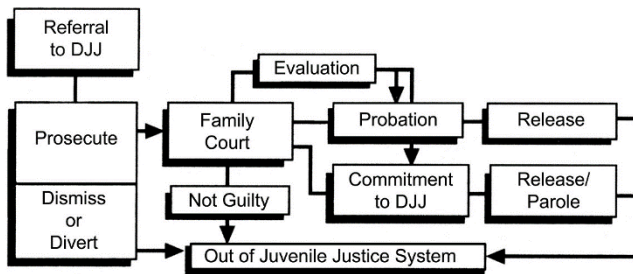 Referral
to DJJ
Evaluation
Prosecute
Family
Court
Probation
Release
Dismiss
or
Divert
Not Guilty
Commitment
to DJJ
Release/
Parole
Out of Juvenile Justice System